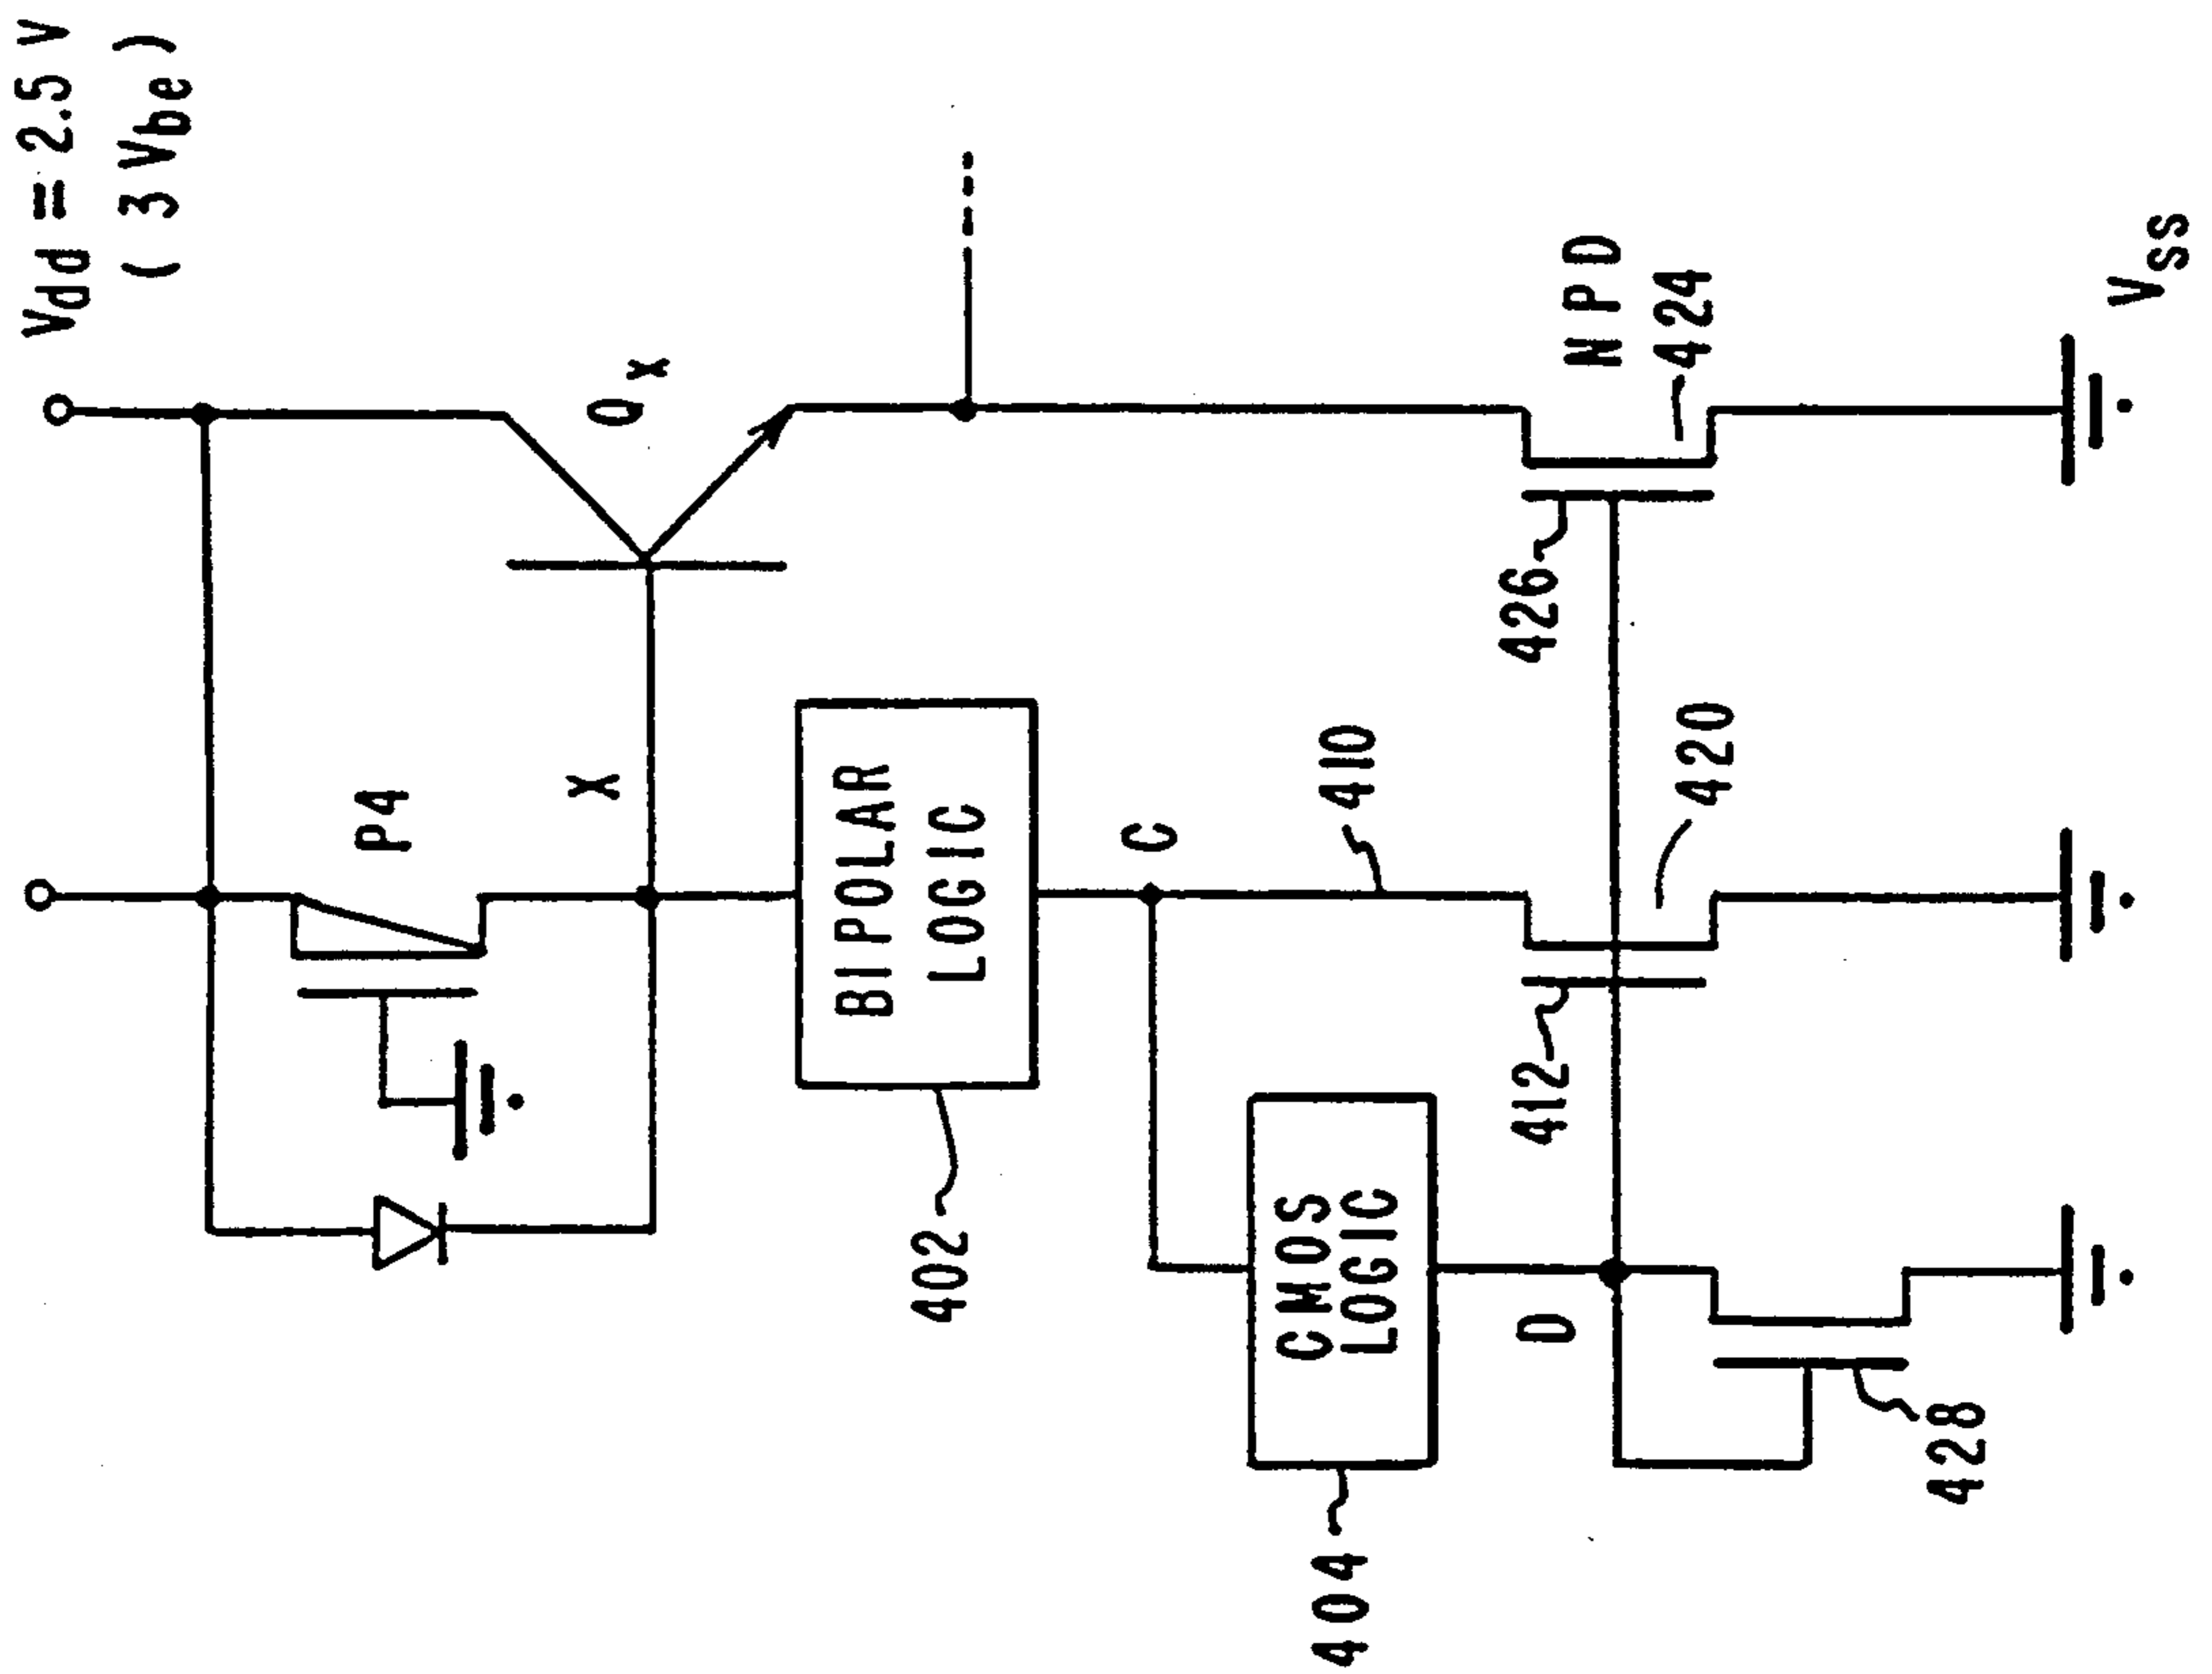 Vdd = 2.5 V
( 3 Vbe )
P4
X
Qx
BIPOLAR
LOGIC
402
C
410
CMOS
LOGIC
404
D
412
420
426
NPD
424
428
Vss